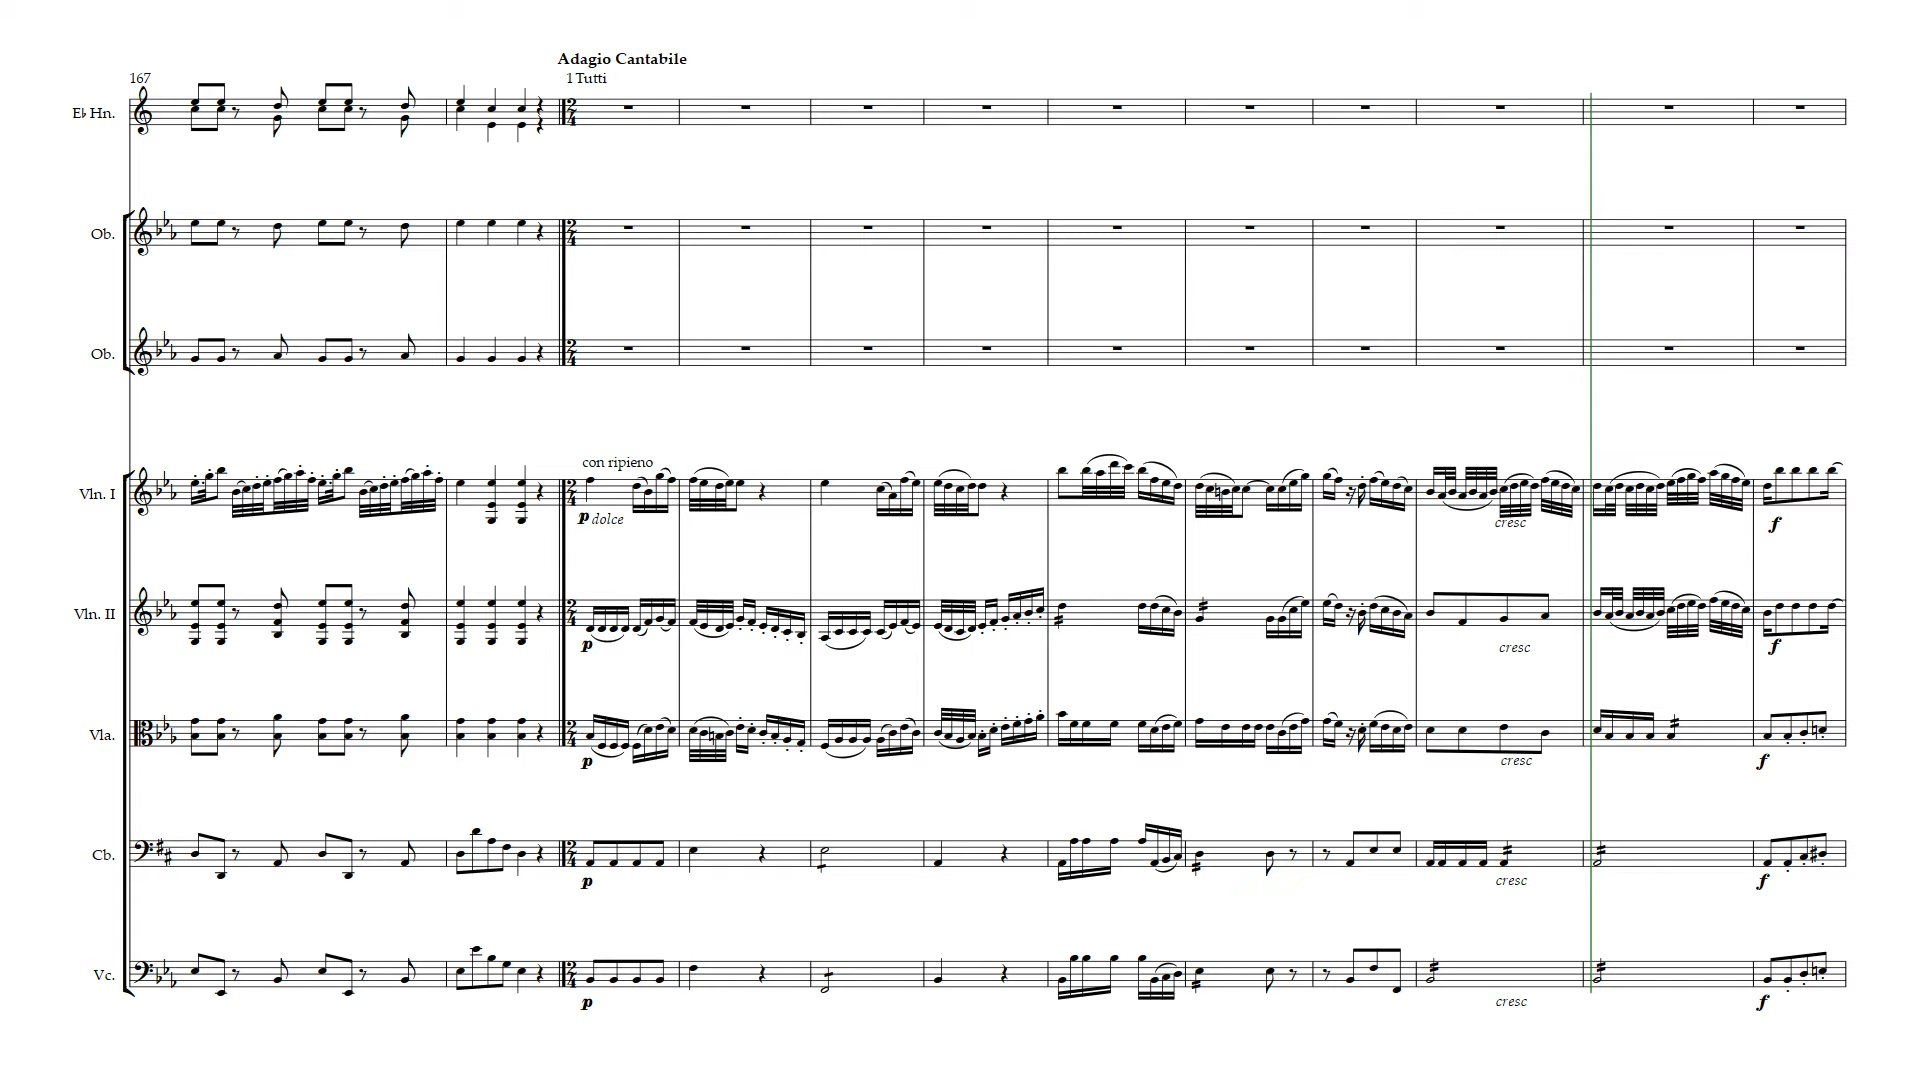 Adagio Cantabile
167
1 Tutti
E♭ Hn.
Ob.
Ob.
con ripieno
Vln. I
p dolce
cresc
f
Vln. II
p
cresc
f
Vla.
p
cresc
f
Cb.
p
cresc
f
Vc.
p
cresc
f